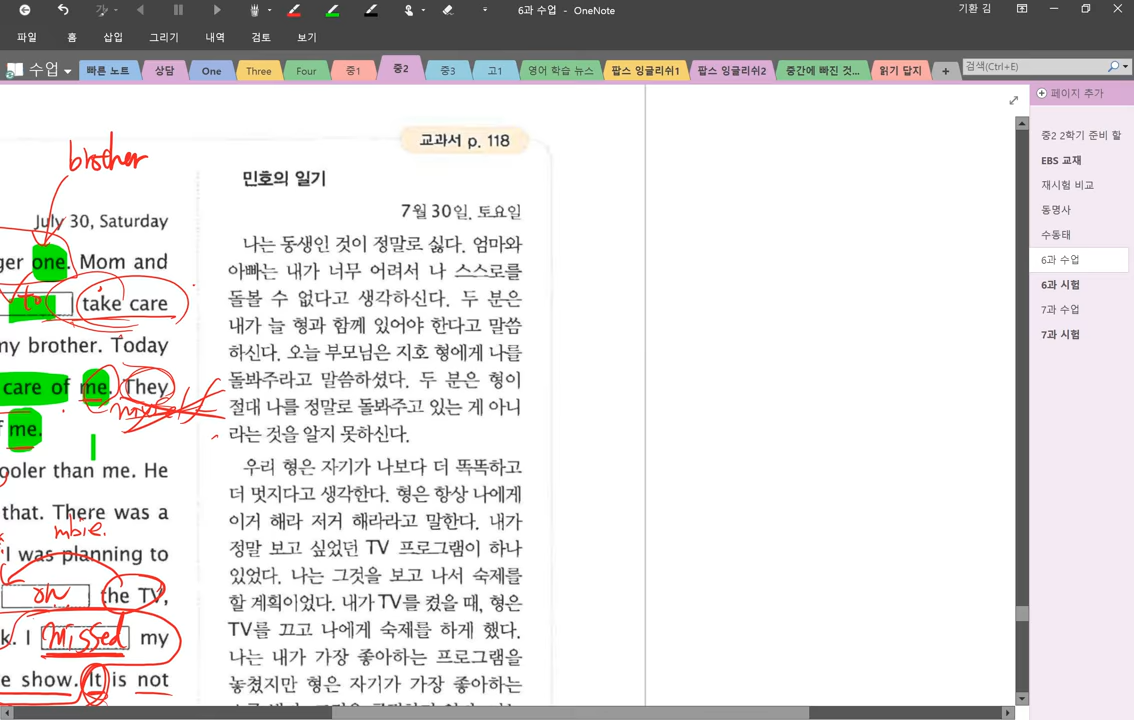 6과 수업 - OneNote
기환 김
파일 홈 삽입 그리기 내역 검토 보기
수업 빠른 노트 상담 One Three Four 중1 중2 중3 고1 영어 학습 뉴스 팝스 잉글리쉬1 팝스 잉글리쉬2 중간에 빠진 것... 읽기 답지 +
검색(Ctrl+E)
페이지 추가
중2 2학기 준비 할
EBS 교재
재시험 비교
동명사
수동태
6과 수업
6과 시험
7과 수업
7과 시험
brother
July 30, Saturday
ger one. Mom and
to take care
my brother. Today
care of me. They
f me.
ooler than me. He
that. There was a
mbie.
I was planning to
on the TV,
k. I missed my
e show. It is not
교과서 p. 118
민호의 일기
7월 30일, 토요일
나는 동생인 것이 정말로 싫다. 엄마와
아빠는 내가 너무 어려서 나 스스로를
돌볼 수 없다고 생각하신다. 두 분은
내가 늘 형과 함께 있어야 한다고 말씀
하신다. 오늘 부모님은 지호 형에게 나를
돌봐주라고 말씀하셨다. 두 분은 형이
절대 나를 정말로 돌봐주고 있는 게 아니
라는 것을 알지 못하신다.
우리 형은 자기가 나보다 더 똑똑하고
더 멋지다고 생각한다. 형은 항상 나에게
이거 해라 저거 해라라고 말한다. 내가
정말 보고 싶었던 TV 프로그램이 하나
있었다. 나는 그것을 보고 나서 숙제를
할 계획이었다. 내가 TV를 켰을 때, 형은
TV를 끄고 나에게 숙제를 하게 했다.
나는 내가 가장 좋아하는 프로그램을
놓쳤지만 형은 자기가 가장 좋아하는